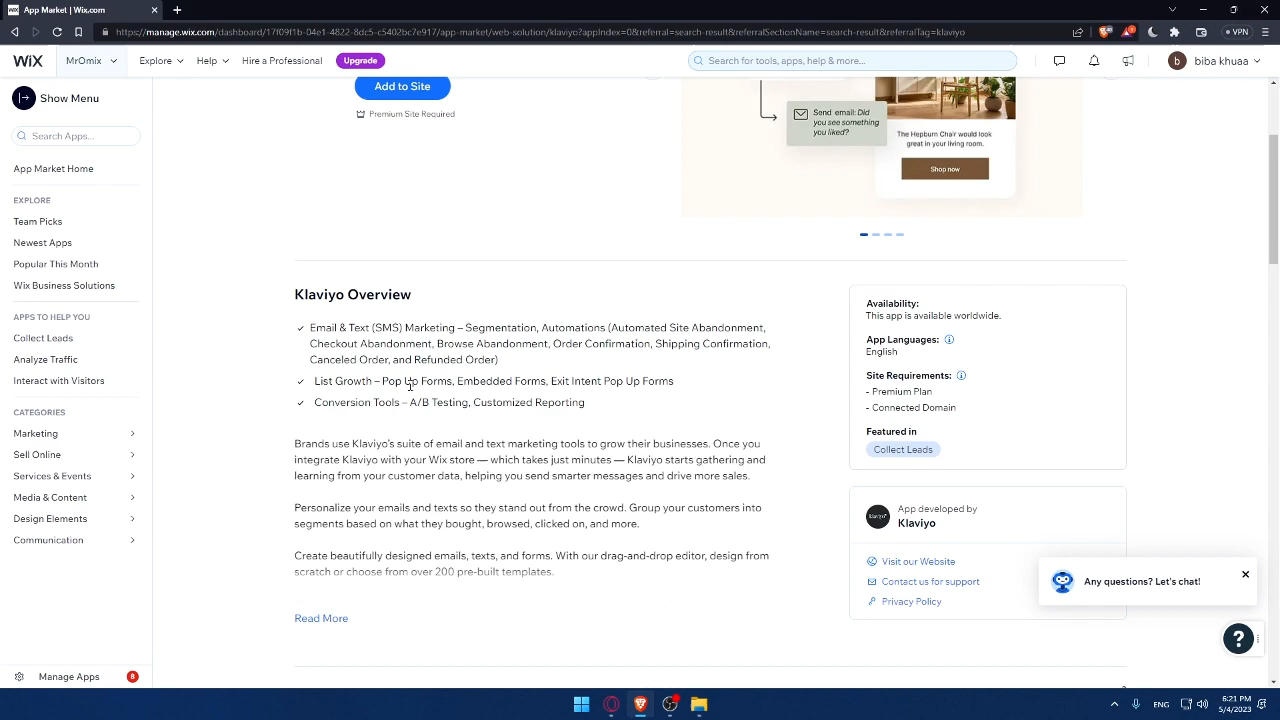 App Market | Wix.com
https://manage.wix.com/dashboard/17f09f1b-04e1-4822-8dc5-c5402bc7e917/app-market/web-solution/klaviyo?appIndex=0&referral=search-result&referralSectionName=search-result&referralTag=klaviyo
VPN
WiX
MrOmix
Explore
Help
Hire a Professional
Upgrade
Search for tools, apps, help & more...
b
biba khuaa
Show Menu
Search Apps...
App Market Home
EXPLORE
Team Picks
Newest Apps
Popular This Month
Wix Business Solutions
APPS TO HELP YOU
Collect Leads
Analyze Traffic
Interact with Visitors
CATEGORIES
Marketing
Sell Online
Services & Events
Media & Content
Design Elements
Communication
Manage Apps
8
Add to Site
Premium Site Required
Send email: Did
you see something
you liked?
The Hepburn Chair would look
great in your living room.
Shop now
Klaviyo Overview
Email & Text (SMS) Marketing – Segmentation, Automations (Automated Site Abandonment,
Checkout Abandonment, Browse Abandonment, Order Confirmation, Shipping Confirmation,
Canceled Order, and Refunded Order)
List Growth – Pop Up Forms, Embedded Forms, Exit Intent Pop Up Forms
Conversion Tools – A/B Testing, Customized Reporting
Brands use Klaviyo's suite of email and text marketing tools to grow their businesses. Once you
integrate Klaviyo with your Wix store — which takes just minutes — Klaviyo starts gathering and
learning from your customer data, helping you send smarter messages and drive more sales.
Personalize your emails and texts so they stand out from the crowd. Group your customers into
segments based on what they bought, browsed, clicked on, and more.
Create beautifully designed emails, texts, and forms. With our drag-and-drop editor, design from
scratch or choose from over 200 pre-built templates.
Read More
Availability:
This app is available worldwide.
App Languages:
English
Site Requirements:
- Premium Plan
- Connected Domain
Featured in
Collect Leads
klaviyo
App developed by
Klaviyo
Visit our Website
Contact us for support
Privacy Policy
Any questions? Let's chat!
?
ENG
6:21 PM
5/4/2023